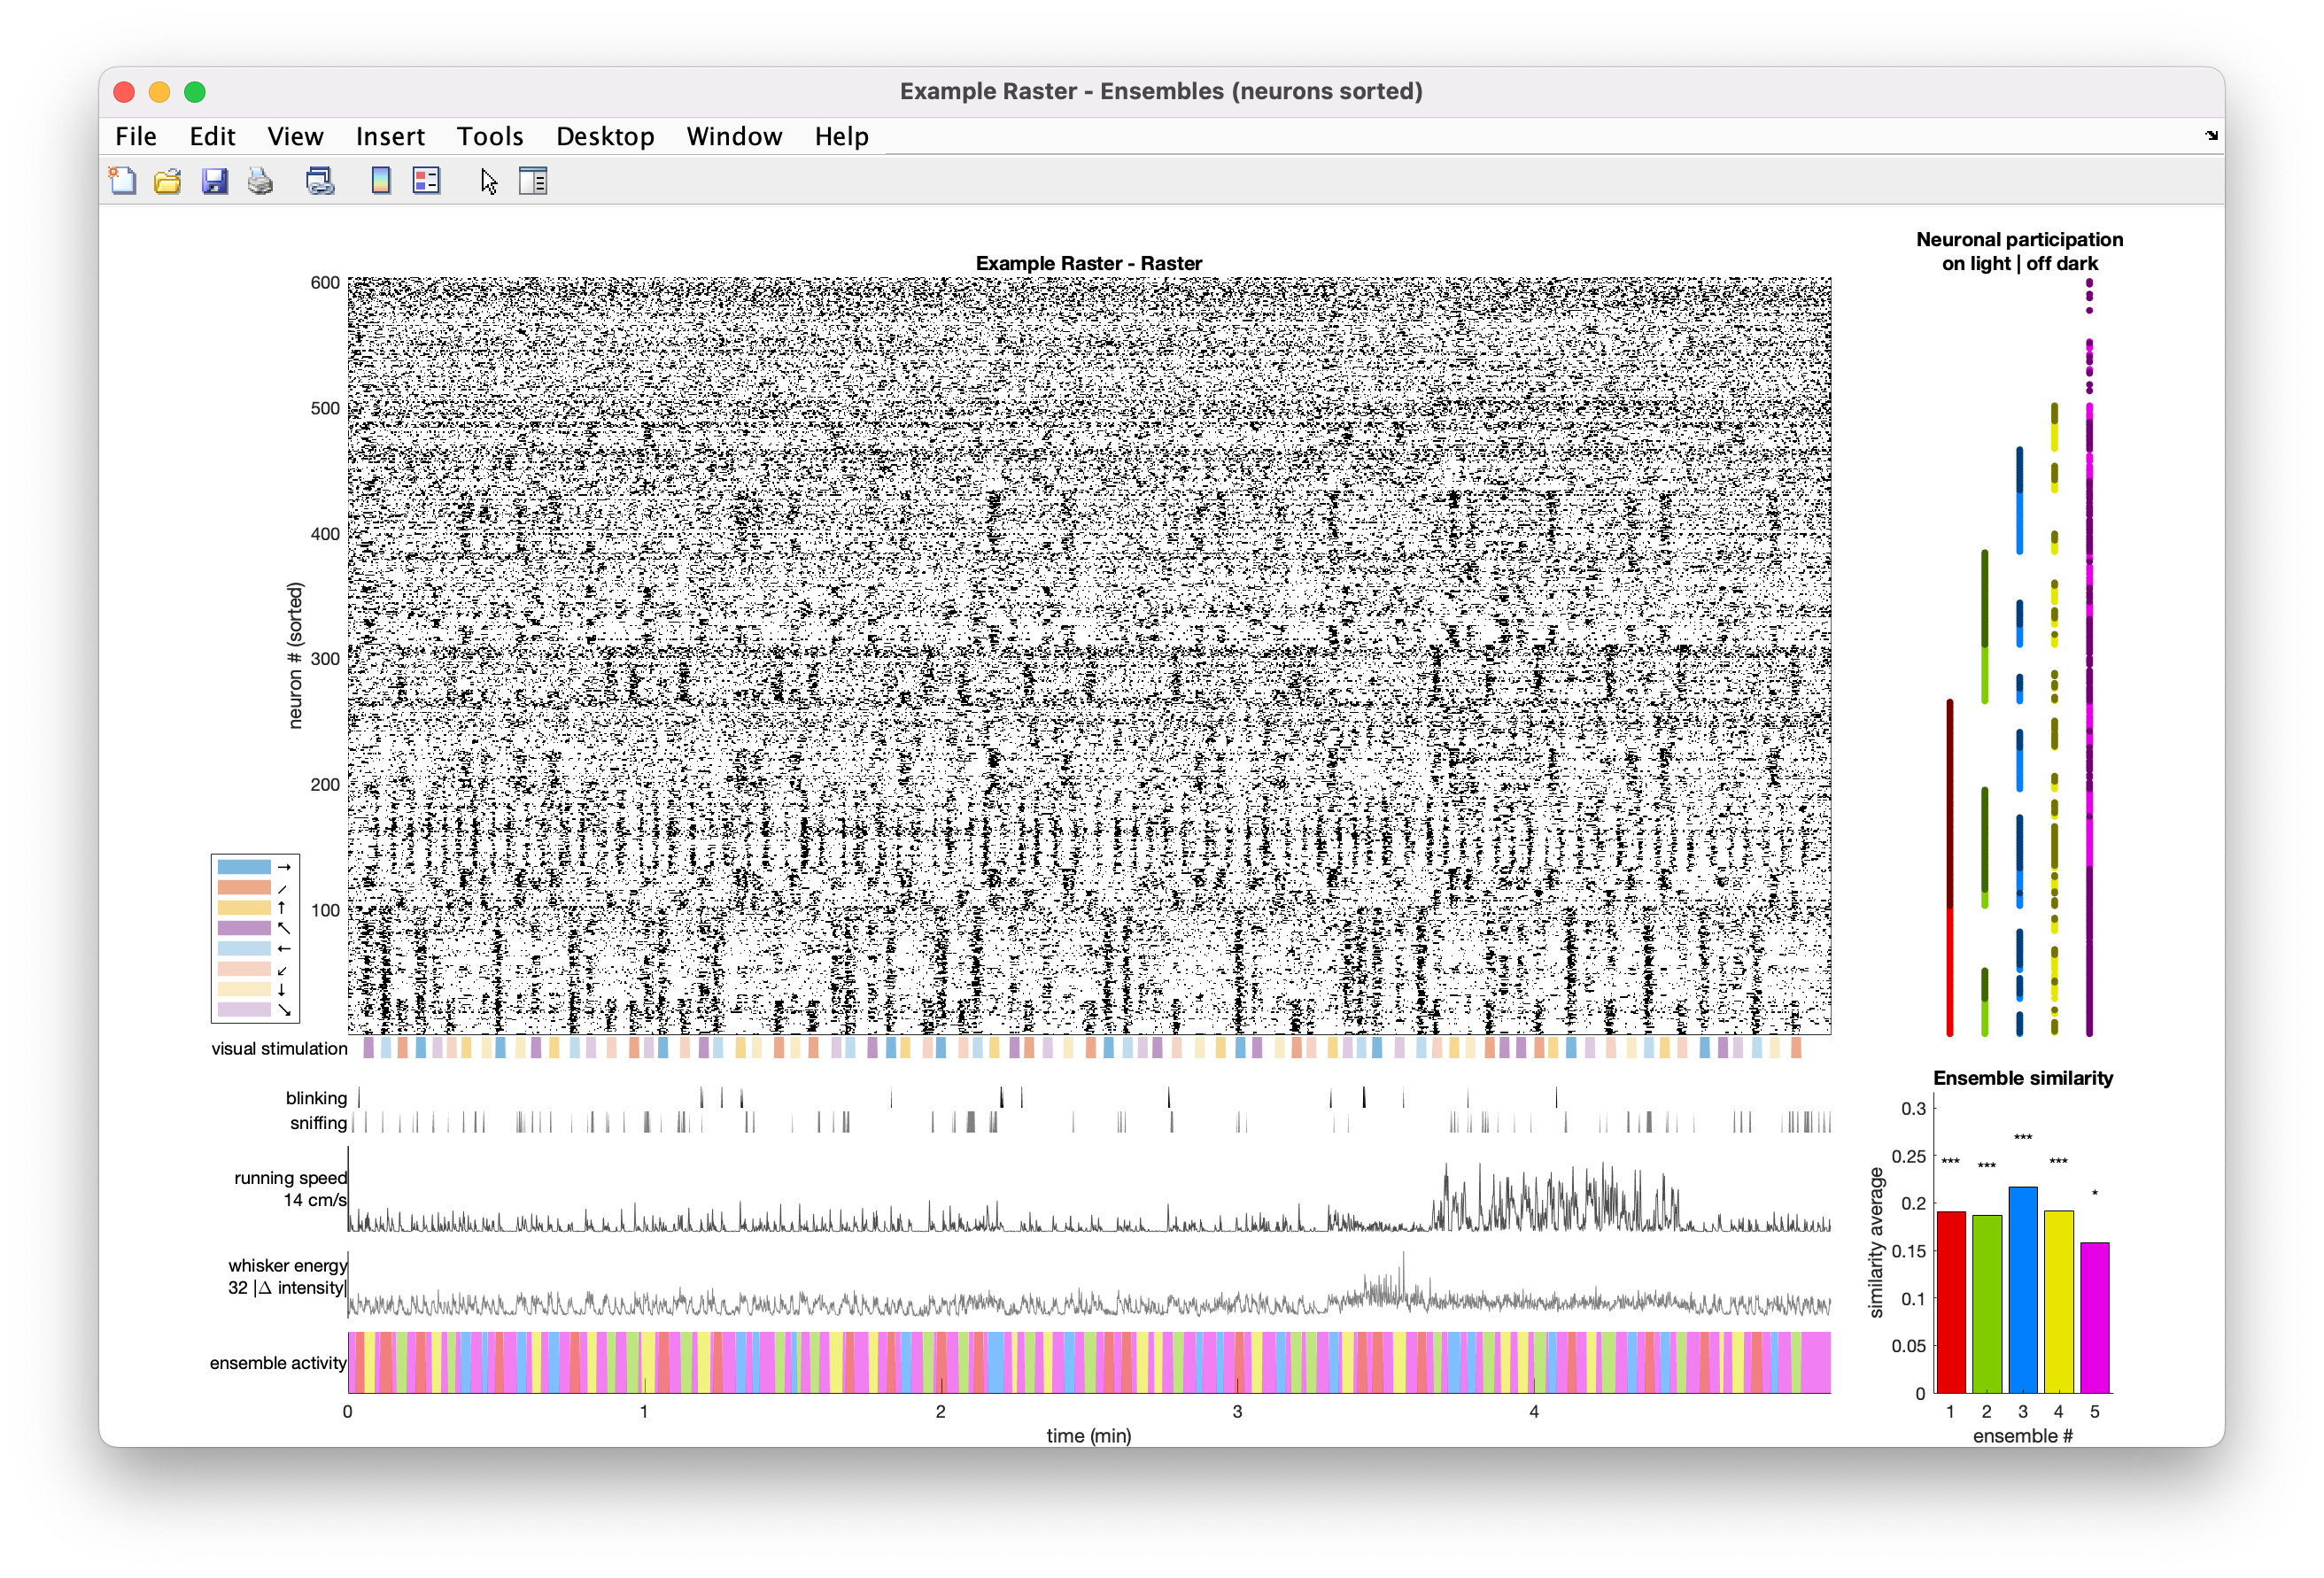 Example Raster - Ensembles (neurons sorted)
File Edit View Insert Tools Desktop Window Help
Example Raster - Raster
600
500
400
300
200
100
neuron # (sorted)
→
↗
↑
↖
←
↙
↓
↘
visual stimulation
blinking
sniffing
running speed
14 cm/s
whisker energy
32 |Δ intensity|
ensemble activity
0 1 2 3 4
time (min)
Neuronal participation
on light | off dark
Ensemble similarity
0.3
0.25
0.2
0.15
0.1
0.05
0
similarity average
*** *** *** *** *
1 2 3 4 5
ensemble #